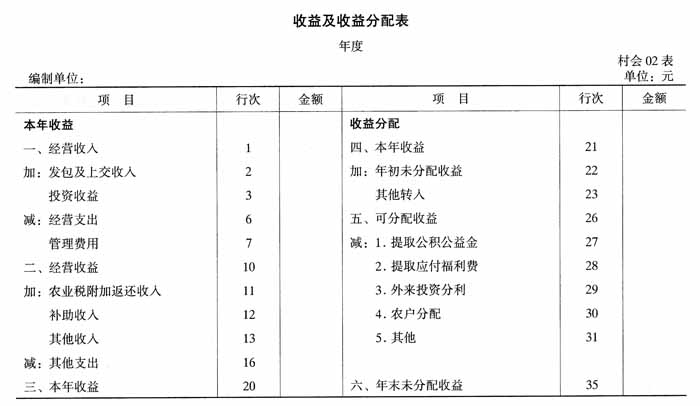 收益及收益分配表
年度
村会 02 表
编制单位： 单位：元
项 目 行次 金额 项 目 行次 金额
本年收益 收益分配
一、经营收入 1 四、本年收益 21
加：发包及上交收入 2 加：年初未分配收益 22
投资收益 3 其他转入 23
减：经营支出 6 五、可分配收益 26
管理费用 7 减：1. 提取公积公益金 27
二、经营收益 10 2. 提取应付福利费 28
加：农业税附加返还收入 11 3. 外来投资分利 29
补助收入 12 4. 农户分配 30
其他收入 13 5. 其他 31
减：其他支出 16
三、本年收益 20 六、年末未分配收益 35